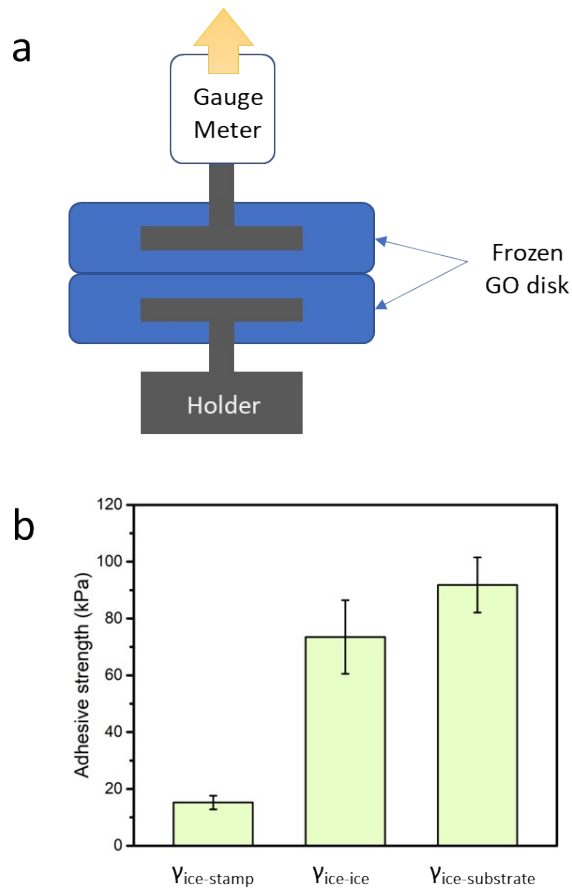 a
Gauge
Meter
Frozen
GO disk
Holder
b
Adhesive strength (kPa)
120
100
80
60
40
20
0
γice-stamp
γice-ice
γice-substrate